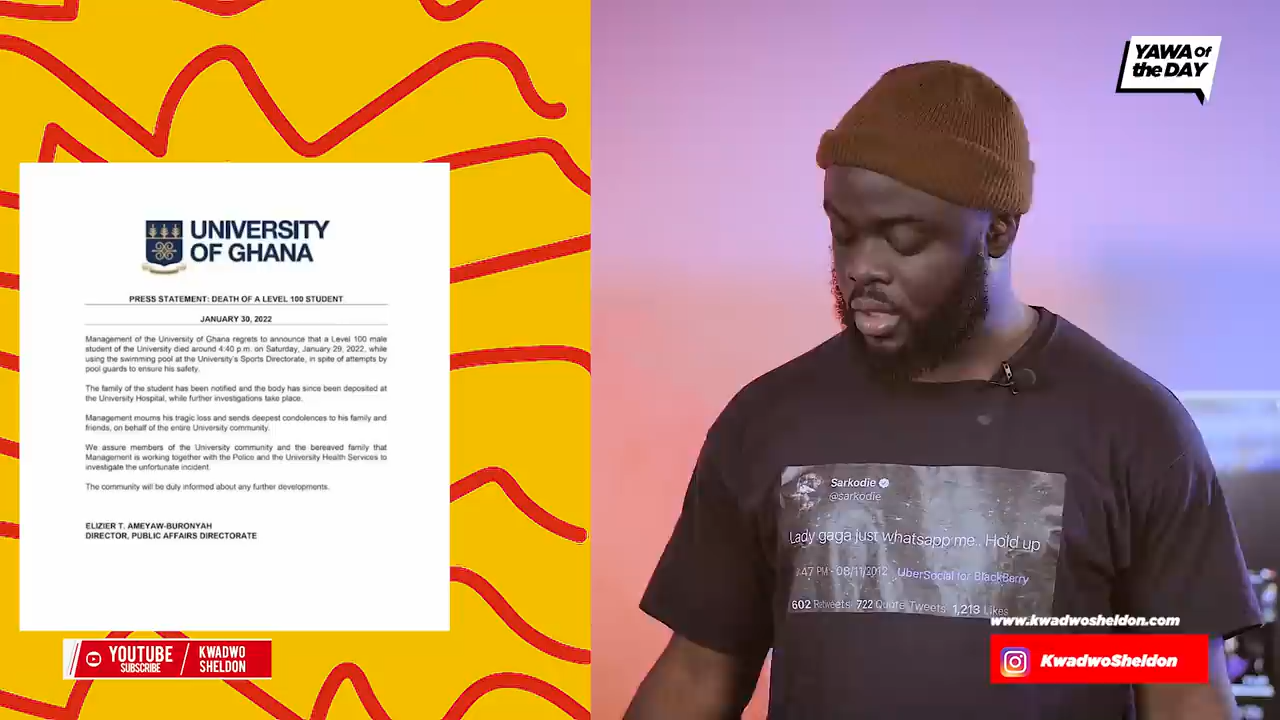 UNIVERSITY
OF GHANA
PRESS STATEMENT: DEATH OF A LEVEL 100 STUDENT
JANUARY 30, 2022
Management of the University of Ghana regrets to announce that a Level 100 male
student of the University died around 4:40 p.m. on Saturday, January 29, 2022, while
using the swimming pool at the University's Sports Directorate, in spite of attempts by
pool guards to ensure his safety.
The family of the student has been notified and the body has since been deposited at
the University Hospital, while further investigations take place.
Management mourns his tragic loss and sends deepest condolences to his family and
friends, on behalf of the entire University community.
We assure members of the University community and the bereaved family that
Management is working together with the Police and the University Health Services to
investigate the unfortunate incident.
The community will be duly informed about any further developments.
ELIZIER T. AMEYAW-BURONYAH
DIRECTOR, PUBLIC AFFAIRS DIRECTORATE
YOUTUBE
SUBSCRIBE
KWADWO
SHELDON
YAWA OF
the DAY
Sarkodie
@sarkodie
Lady gaga just whatsapp me.. Hold up
:47 PM - 08/11/2012 UberSocial for BlackBerry
602 Retweets 722 Quote Tweets 1,213 Likes
www.kwadwosheldon.com
KwadwoSheldon